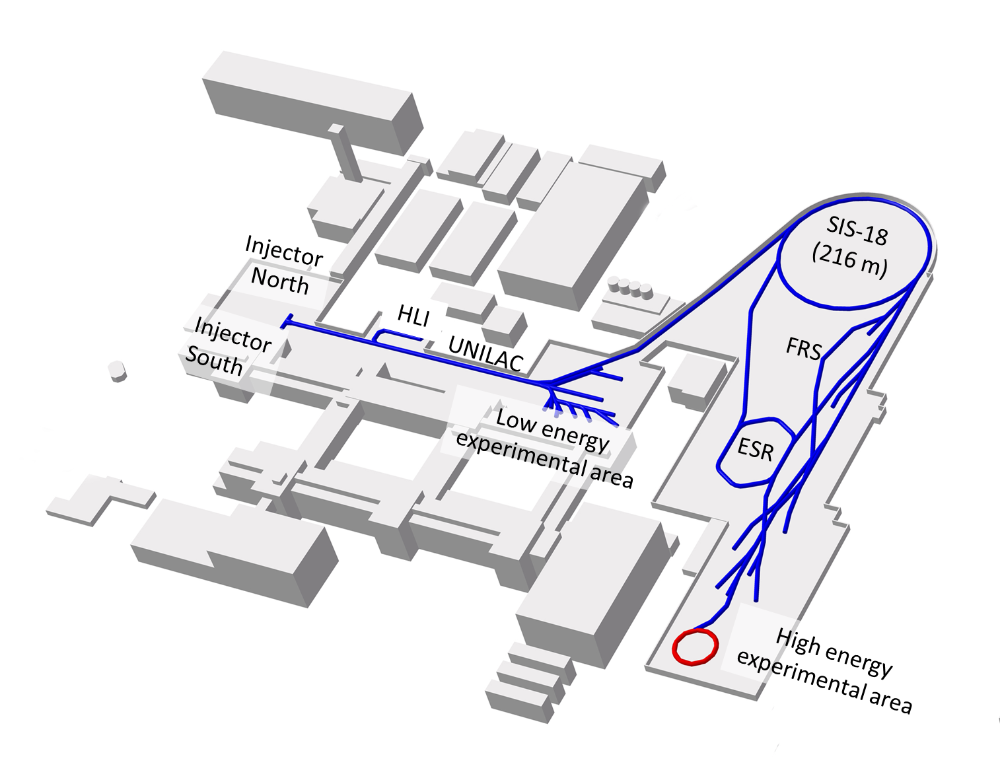 SIS-18
(216 m)
Injector
North
HLI
Injector
South
UNILAC
FRS
Low energy
experimental area
ESR
High energy
experimental area